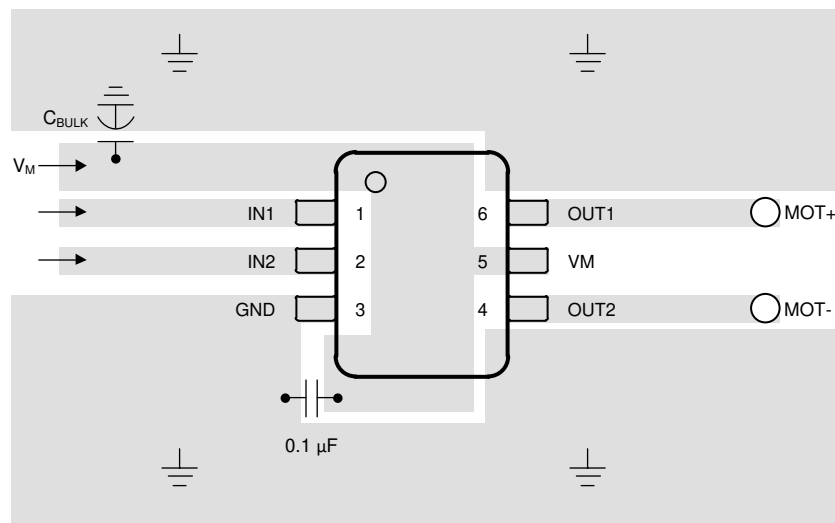 C_BULK
V_M
IN1 1 6 OUT1 MOT+
IN2 2 5 VM
GND 3 4 OUT2 MOT-
0.1 µF